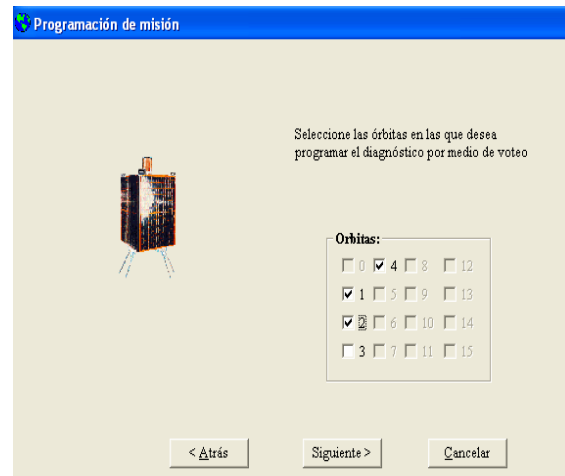 Programación de misión
Seleccione las órbitas en las que desea
programar el diagnóstico por medio de voteo
Orbitas:
0 4 8 12
1 5 9 13
2 6 10 14
3 7 11 15
< Atrás Siguiente > Cancelar